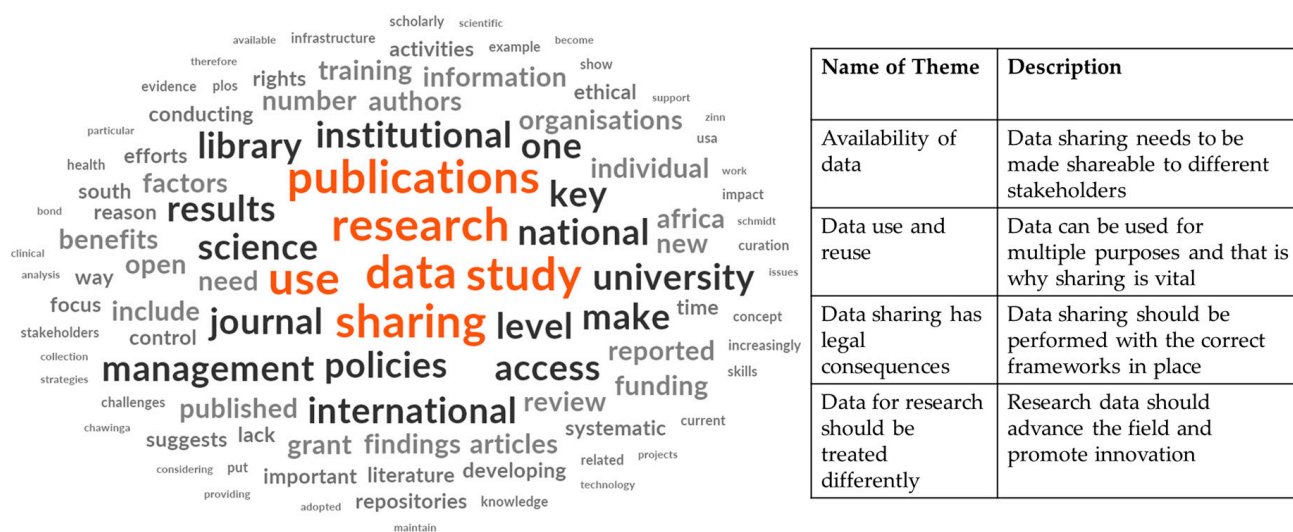 scholarly scientific
available infrastructure activities example become
therefore training information show
evidence plos rights ethical
conducting number authors support
particular library institutional one organisations zinn
health efforts publications individual usa
south factors key work
bond reason results research national africa impact
benefits science new schmidt curation
clinical open need use data study university issues
analysis way
focus include journal sharing level make time concept
stakeholders control reported increasingly
collection management policies access skills
strategies funding
challenges published international review current
chawinga suggests lack grant findings articles systematic
considering put important literature developing related projects
providing repositories knowledge technology
adopted
maintain
Name of Theme Description
Availability of Data sharing needs to be
data made shareable to different
stakeholders
Data use and Data can be used for
reuse multiple purposes and that is
why sharing is vital
Data sharing has Data sharing should be
legal performed with the correct
consequences frameworks in place
Data for research Research data should
should be advance the field and
treated promote innovation
differently